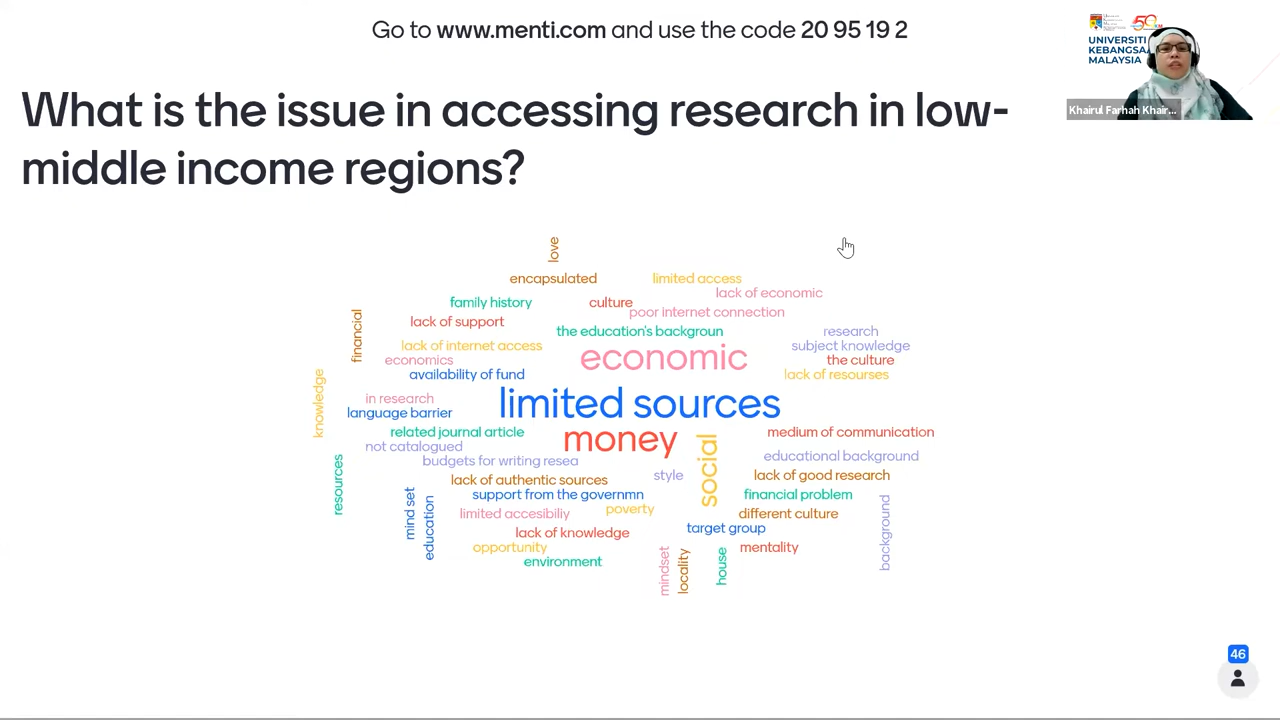 Go to www.menti.com and use the code 20 95 19 2
UNIVERSITI
KEBANGSA
MALAYSIA
Khairul Farhah Khair...
What is the issue in accessing research in low-
middle income regions?
love
encapsulated
limited access
lack of economic
family history
culture
poor internet connection
financial
lack of support
the education's backgroun
research
lack of internet access
subject knowledge
economics
economic
the culture
availability of fund
lack of resourses
knowledge
in research
limited sources
language barrier
related journal article
money
social
medium of communication
not catalogued
educational background
budgets for writing resea
style
lack of good research
resources
lack of authentic sources
mind set
education
support from the governmn
financial problem
limited accesibiliy
poverty
different culture
background
lack of knowledge
target group
opportunity
mentality
environment
mindset
locality
house
46